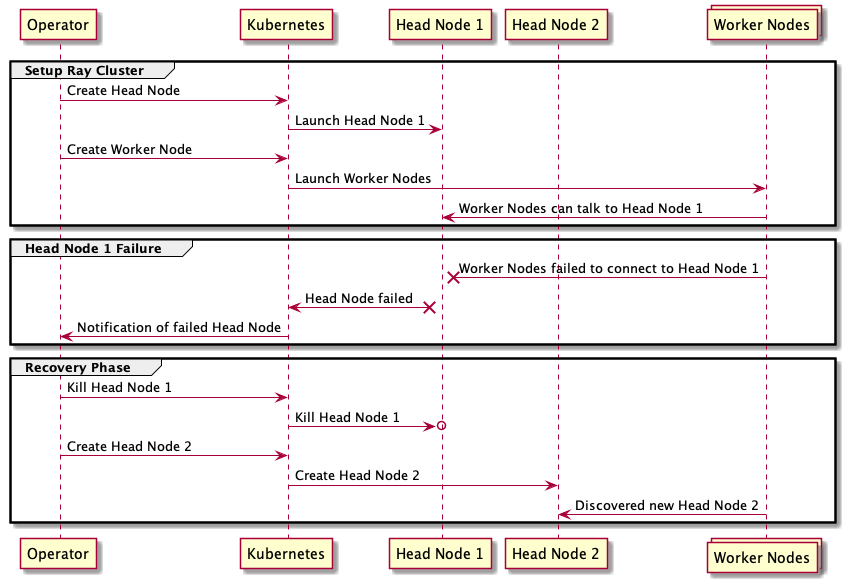 Operator
Kubernetes
Head Node 1
Head Node 2
Worker Nodes
Setup Ray Cluster
Create Head Node
Launch Head Node 1
Create Worker Node
Launch Worker Nodes
Worker Nodes can talk to Head Node 1
Head Node 1 Failure
Worker Nodes failed to connect to Head Node 1
Head Node failed
Notification of failed Head Node
Recovery Phase
Kill Head Node 1
Kill Head Node 1
Create Head Node 2
Create Head Node 2
Discovered new Head Node 2
Operator
Kubernetes
Head Node 1
Head Node 2
Worker Nodes